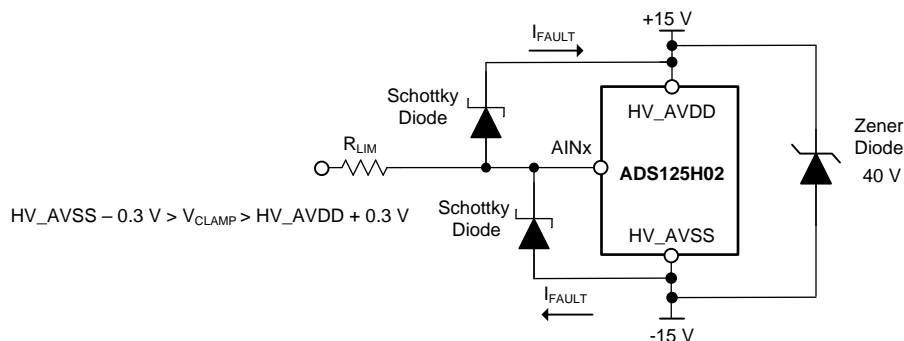 I_FAULT
+15 V
Schottky
Diode
HV_AVDD
Zener
Diode
40 V
R_LIM
AINx
ADS125H02
HV_AVSS – 0.3 V > V_CLAMP > HV_AVDD + 0.3 V
Schottky
Diode
HV_AVSS
I_FAULT
-15 V